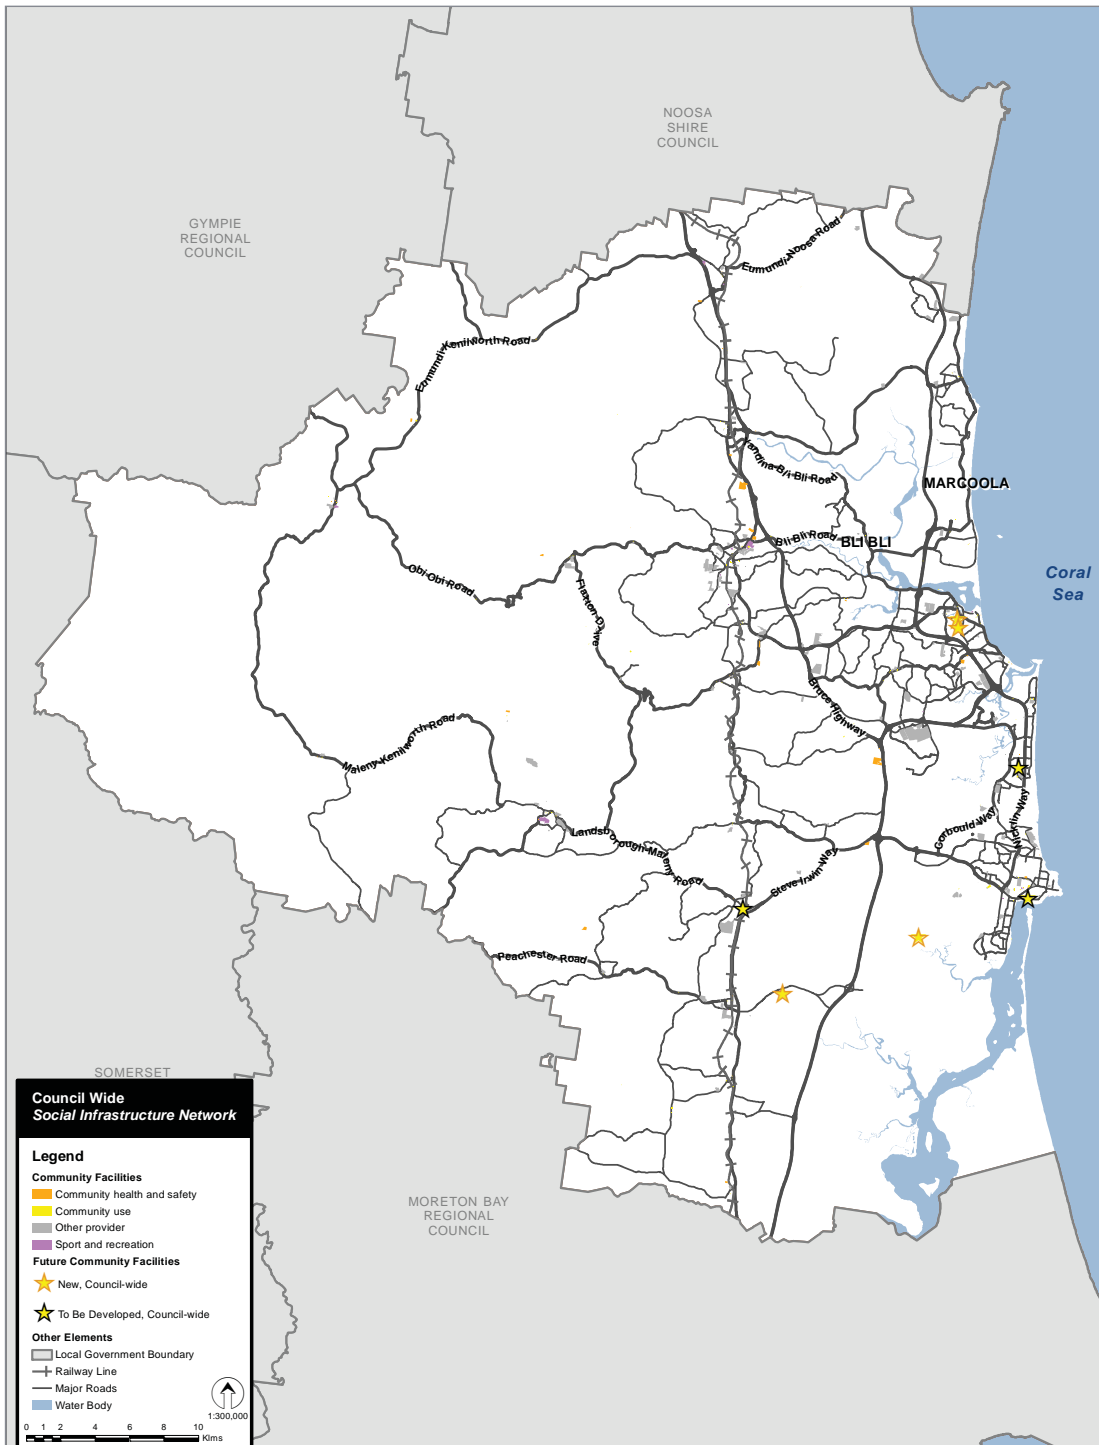 NOOSA
SHIRE
COUNCIL
GYMPIE
REGIONAL
COUNCIL
Eumundi-Noosa Road
Eumundi-Kenilworth Road
Yandina-Bli Bli Road
MARCOOLA
Bli Bli Road
BLI BLI
Coral
Sea
Obi Obi Road
Flaxton Drive
Bruce Highway
Maleny-Kenilworth Road
Nicklin Way
Corbould Way
Landsborough-Maleny Road
Steve Irwin Way
Peachester Road
SOMERSET
MORETON BAY
REGIONAL
COUNCIL
Council Wide
Social Infrastructure Network
Legend
Community Facilities
Community health and safety
Community use
Other provider
Sport and recreation
Future Community Facilities
New, Council-wide
To Be Developed, Council-wide
Other Elements
Local Government Boundary
Railway Line
Major Roads
Water Body
1:300,000
0 1 2 4 6 8 10
Klms